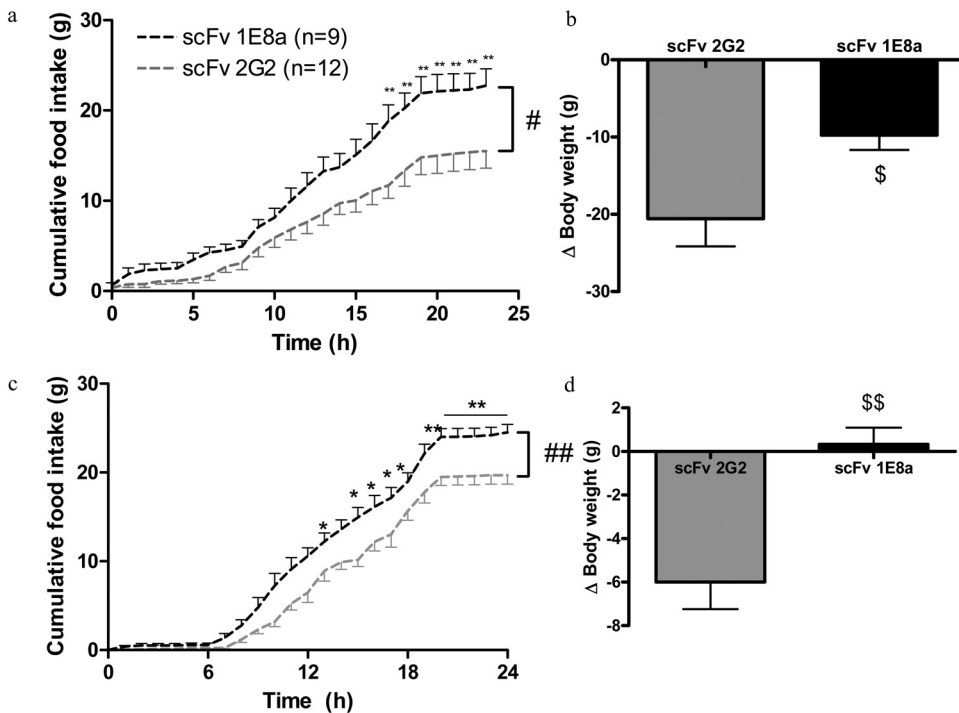 a
Cumulative food intake (g)
30
20
10
0
scFv 1E8a (n=9)
scFv 2G2 (n=12)
** ** ** ** ** ** **
#
0 5 10 15 20 25
Time (h)
b
Δ Body weight (g)
0
-10
-20
-30
scFv 2G2 scFv 1E8a
$
c
Cumulative food intake (g)
30
20
10
0
* * * * * ** **
##
0 6 12 18 24
Time (h)
d
Δ Body weight (g)
2
0
-2
-4
-6
-8
$$
scFv 2G2 scFv 1E8a